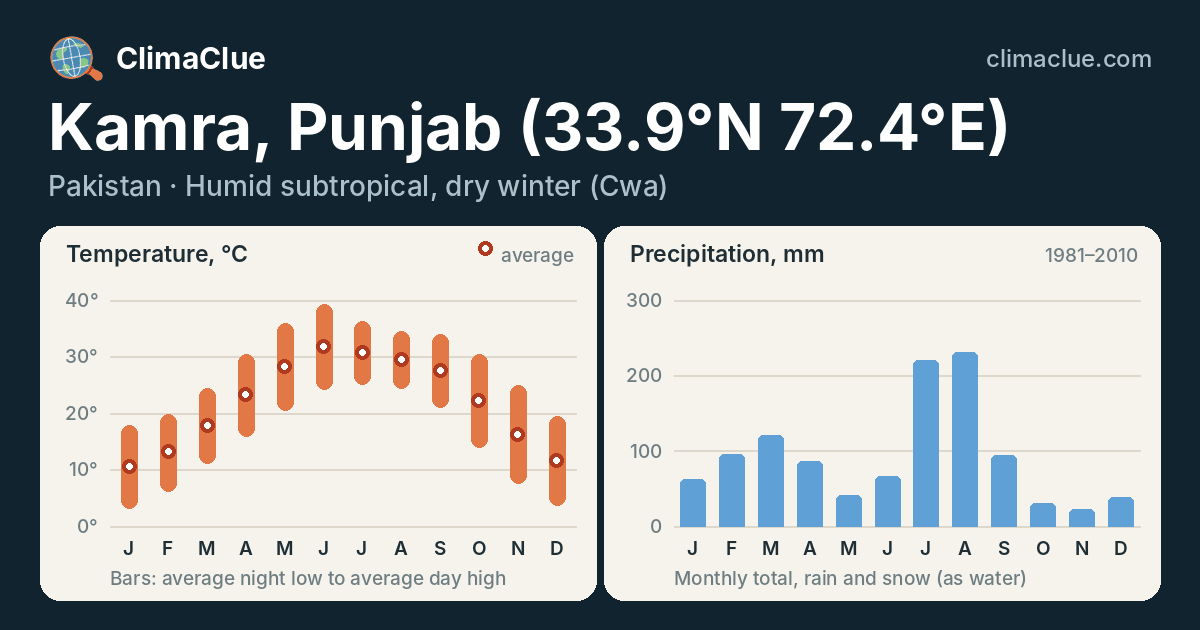 ClimaClue
climaclue.com
Kamra, Punjab (33.9°N 72.4°E)
Pakistan · Humid subtropical, dry winter (Cwa)
Temperature, °C
average
40°
30°
20°
10°
0°
J F M A M J J A S O N D
Bars: average night low to average day high
Precipitation, mm
1981–2010
300
200
100
0
J F M A M J J A S O N D
Monthly total, rain and snow (as water)